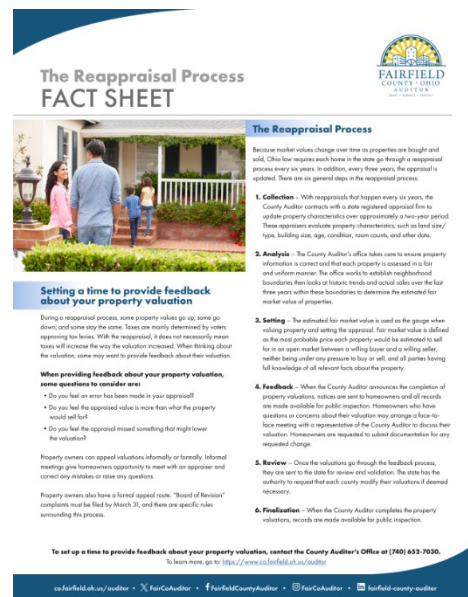 The Reappraisal Process
FACT SHEET
FAIRFIELD
COUNTY • OHIO
AUDITOR
Setting a time to provide feedback
about your property valuation
During a reappraisal process, some property values go up; some go
down; and some stay the same. Taxes are mainly determined by voters
approving tax levies. With the reappraisal, it does not necessarily mean
taxes will increase the way the valuation increased. When thinking about
the valuation, some may want to provide feedback about their valuation.
When providing feedback about your property valuation,
some questions to consider are:
• Do you feel an error has been made in your appraisal?
• Do you feel the appraised value is more than what the property
would sell for?
• Do you feel the appraisal missed something that might lower
the valuation?
Property owners can appeal valuations informally or formally. Informal
meetings give homeowners opportunity to meet with an appraiser and
correct any mistakes or raise any questions.
Property owners also have a formal appeal route. "Board of Revision"
complaints must be filed by March 31, and there are specific rules
surrounding this process.
The Reappraisal Process
Because market values change over time as properties are bought and
sold, Ohio law requires each home in the state go through a reappraisal
process every six years. In addition, every three years, the appraisal is
updated. There are six general steps in the reappraisal process:
1. Collection – With reappraisals that happen every six years, the
County Auditor contracts with a state registered appraisal firm to
update property characteristics over approximately a two-year period.
These appraisers evaluate property characteristics, such as land size/
type, building size, age, condition, room counts, and other data.
2. Analysis – The County Auditor's office takes care to ensure property
information is correct and that each property is assessed in a fair
and uniform manner. The office works to establish neighborhood
boundaries then looks at historic trends and actual sales over the last
three years within these boundaries to determine the estimated fair
market value of properties.
3. Setting – The estimated fair market value is used as the gauge when
valuing property and setting the appraisal. Fair market value is defined
as the most probable price each property would be estimated to sell
for in an open market between a willing buyer and a willing seller,
neither being under any pressure to buy or sell, and all parties having
full knowledge of all relevant facts about the property.
4. Feedback – When the County Auditor announces the completion of
property valuations, notices are sent to homeowners and all records
are made available for public inspection. Homeowners who have
questions or concerns about their valuation may arrange a face-to-
face meeting with a representative of the County Auditor to discuss their
valuation. Homeowners are requested to submit documentation for any
requested change.
5. Review – Once the valuations go through the feedback process,
they are sent to the state for review and validation. The state has the
authority to request that each county modify their valuations if deemed
necessary.
6. Finalization – When the County Auditor completes the property
valuations, records are made available for public inspection.
To set up a time to provide feedback about your property valuation, contact the County Auditor's Office at (740) 652-7030.
To learn more, go to: https://www.co.fairfield.oh.us/auditor
co.fairfield.oh.us/auditor • FairCoAuditor • FairfieldCountyAuditor • FairCoAuditor • fairfield-county-auditor